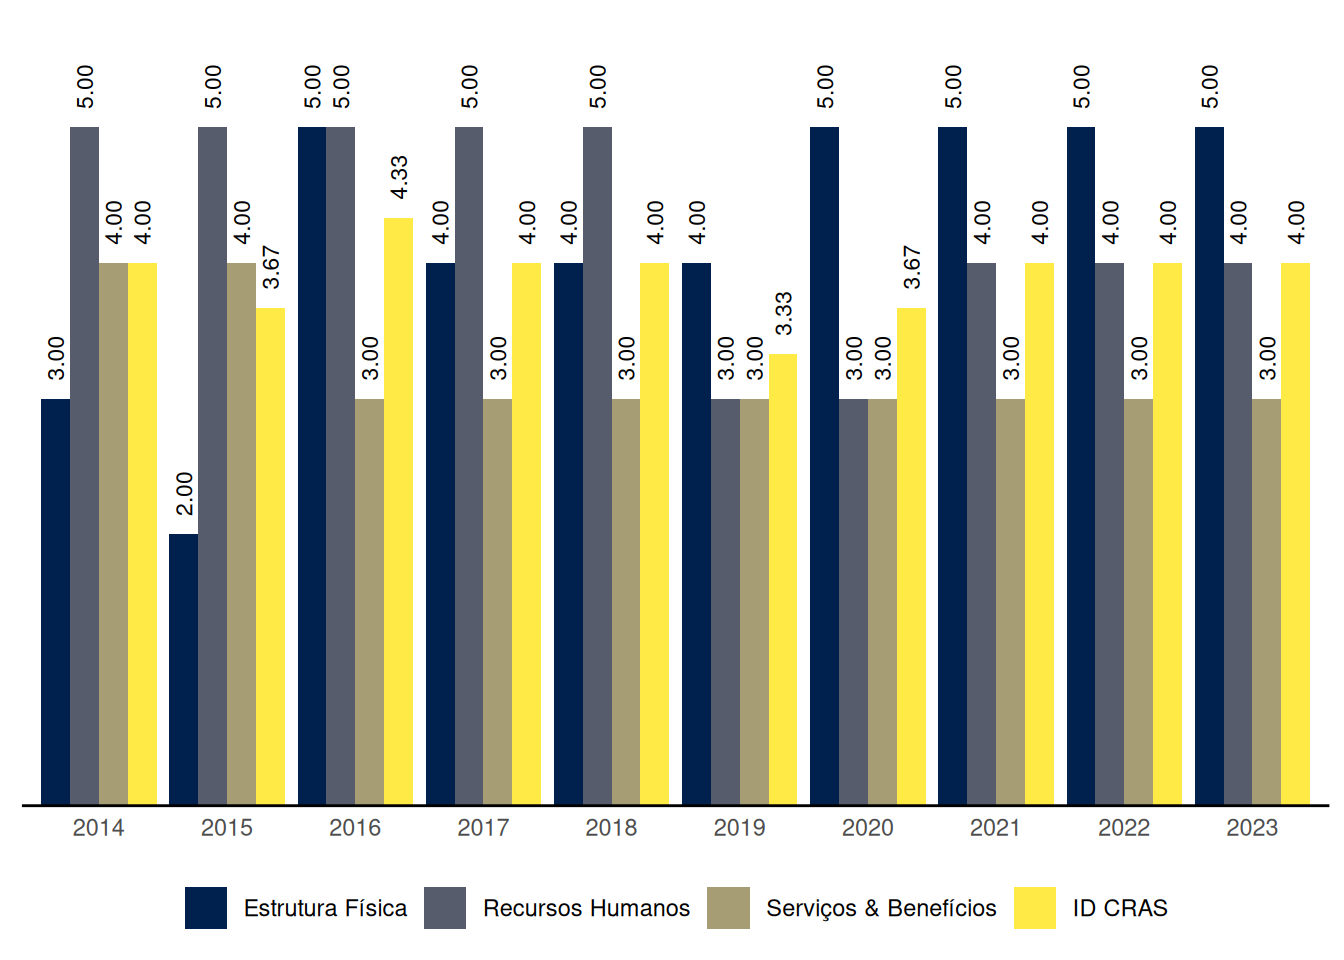 5.00 5.00 5.00 5.00 5.00 5.00 5.00 5.00 5.00 5.00
4.33
4.00 4.00 4.00 4.00 4.00 4.00 4.00 4.00 4.00 4.00 4.00 4.00 4.00 4.00
3.67 3.67
3.33
3.00 3.00 3.00 3.00 3.00 3.00 3.00 3.00 3.00 3.00 3.00
2.00
2014 2015 2016 2017 2018 2019 2020 2021 2022 2023
Estrutura Física Recursos Humanos Serviços & Benefícios ID CRAS